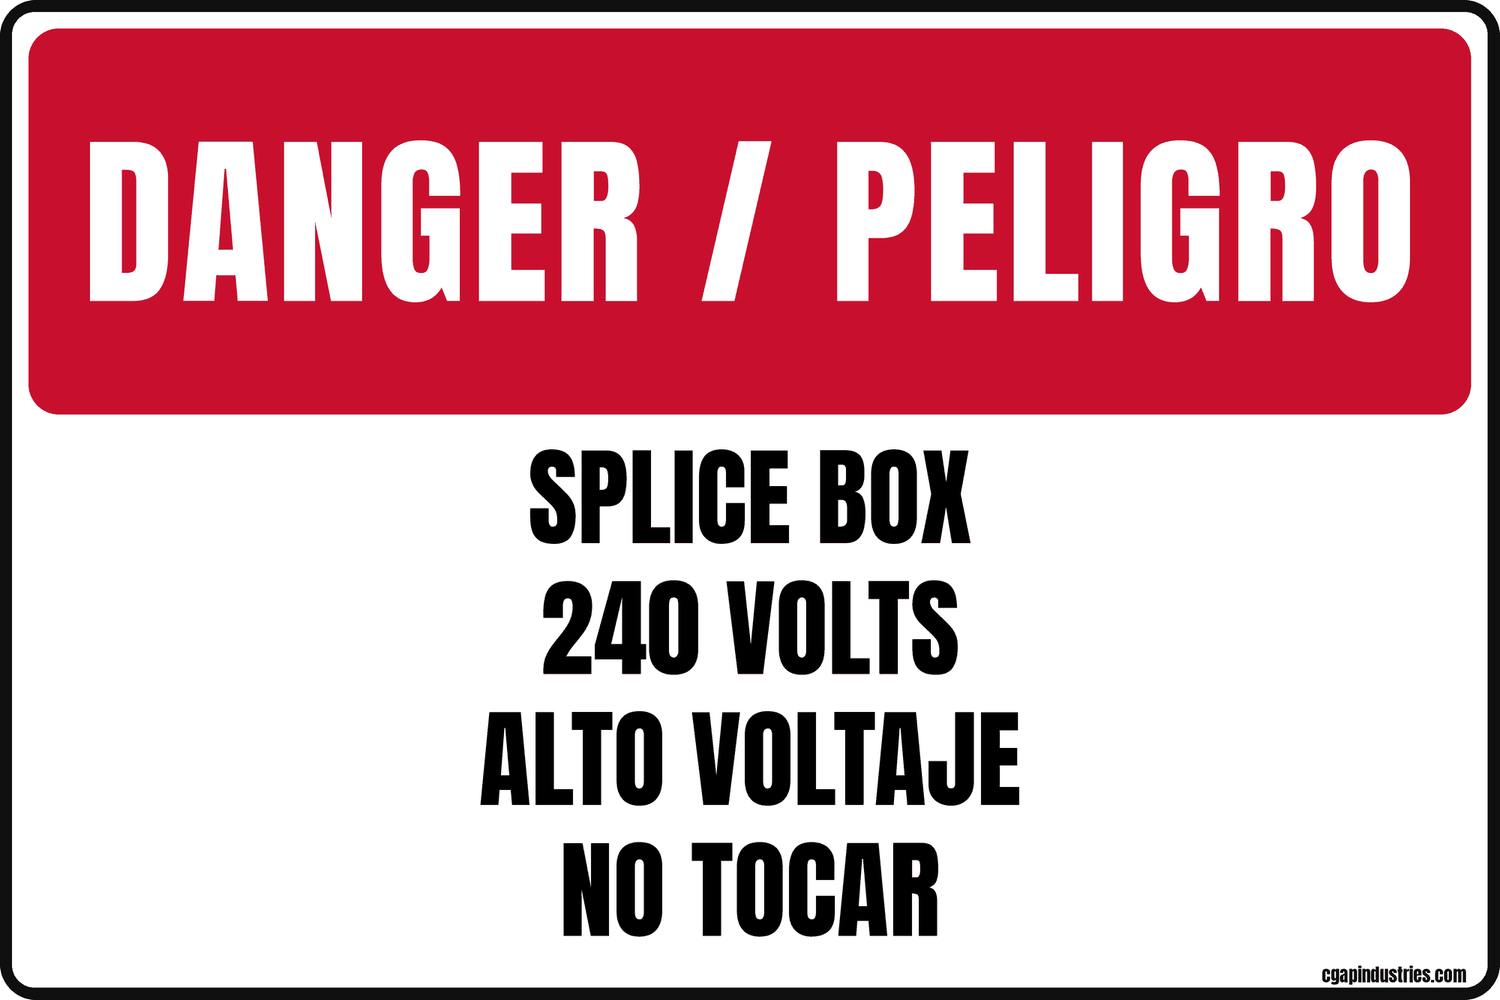 DANGER / PELIGRO
SPLICE BOX
240 VOLTS
ALTO VOLTAJE
NO TOCAR
cgapindustries.com